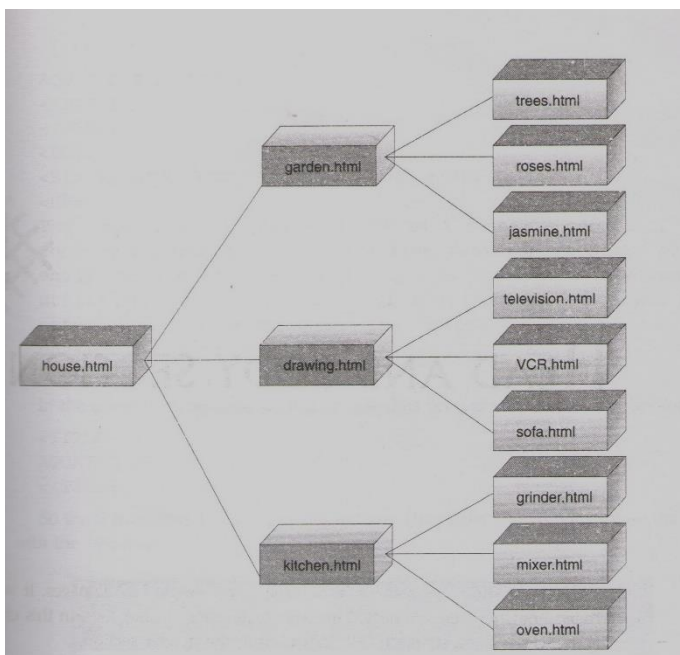 house.html
garden.html
trees.html
roses.html
jasmine.html
drawing.html
television.html
VCR.html
sofa.html
kitchen.html
grinder.html
mixer.html
oven.html